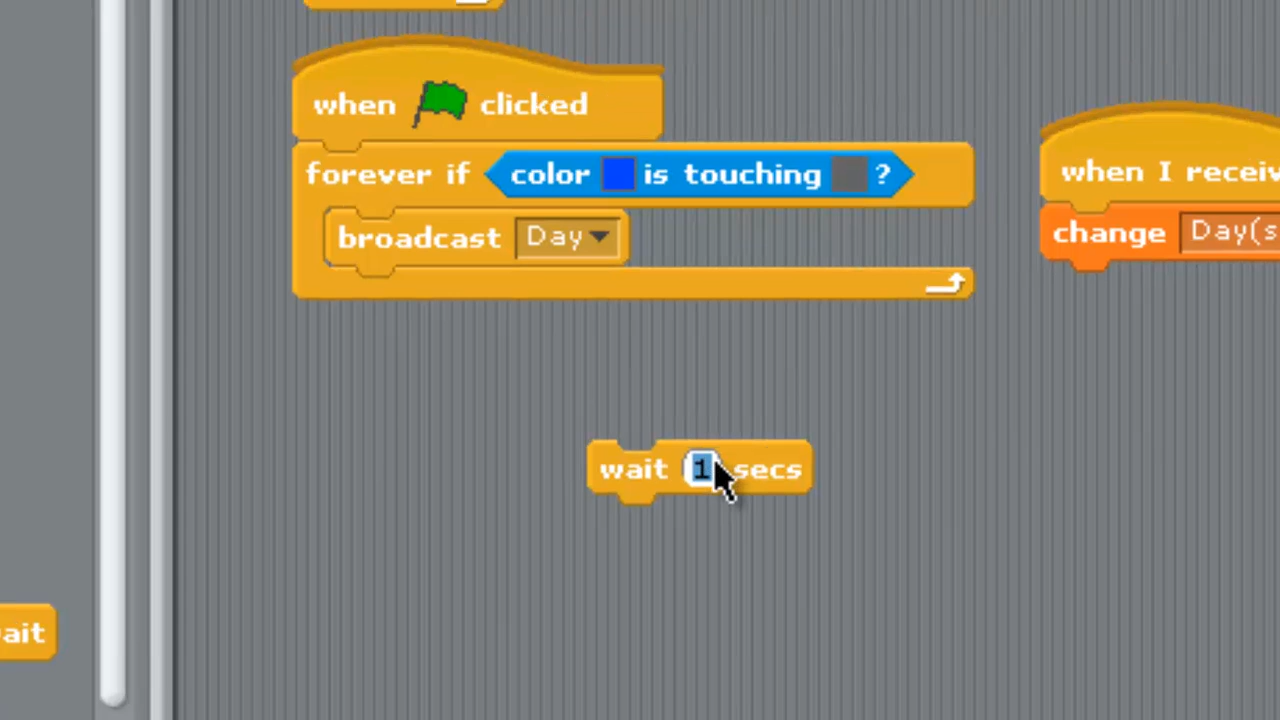 when clicked
forever if color is touching ?
broadcast Day
when I receiv
change Day(s
wait 1 secs
ait